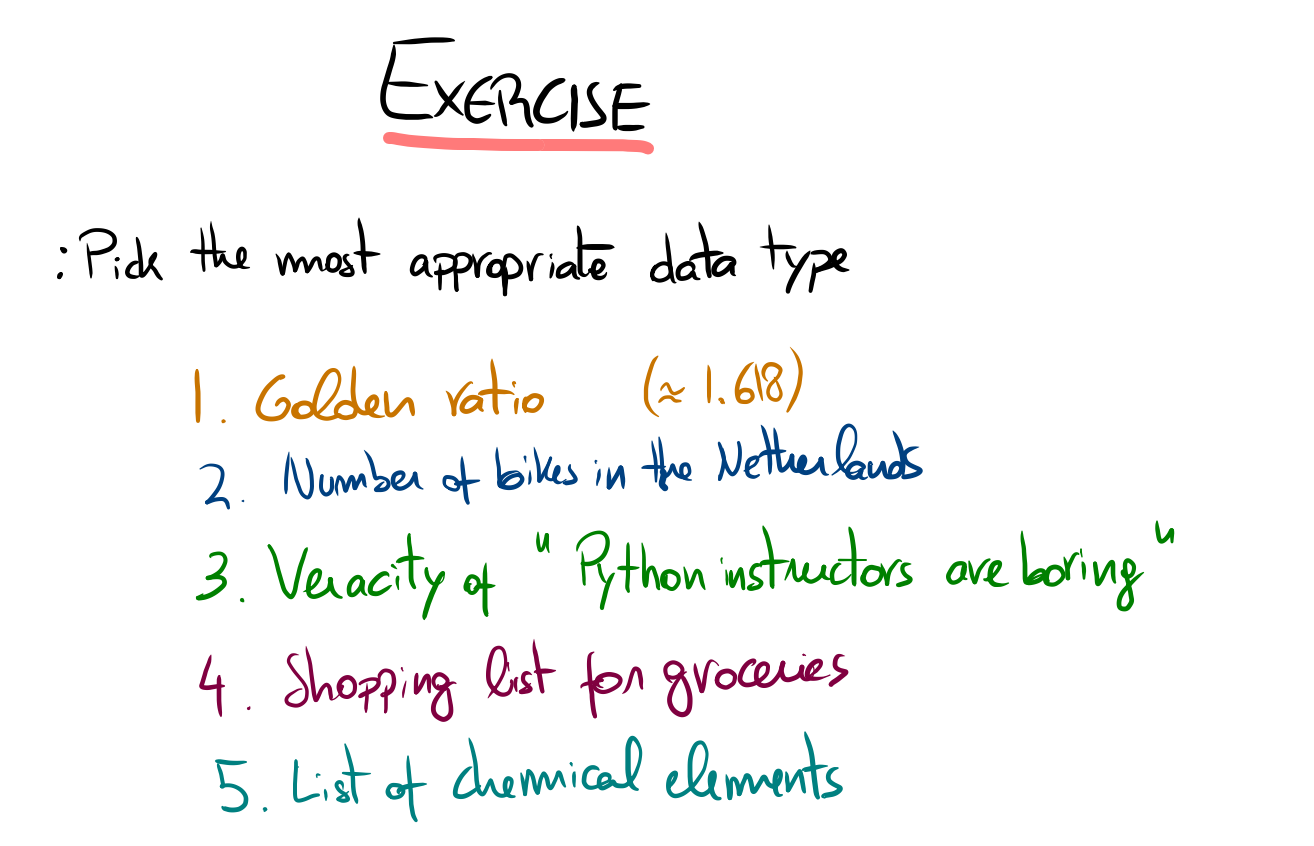 EXERCISE
: Pick the most appropriate data type
1. Golden ratio (≈ 1.618)
2. Number of bikes in the Netherlands
3. Veracity of "Python instructors are boring"
4. Shopping list for groceries
5. List of chemical elements